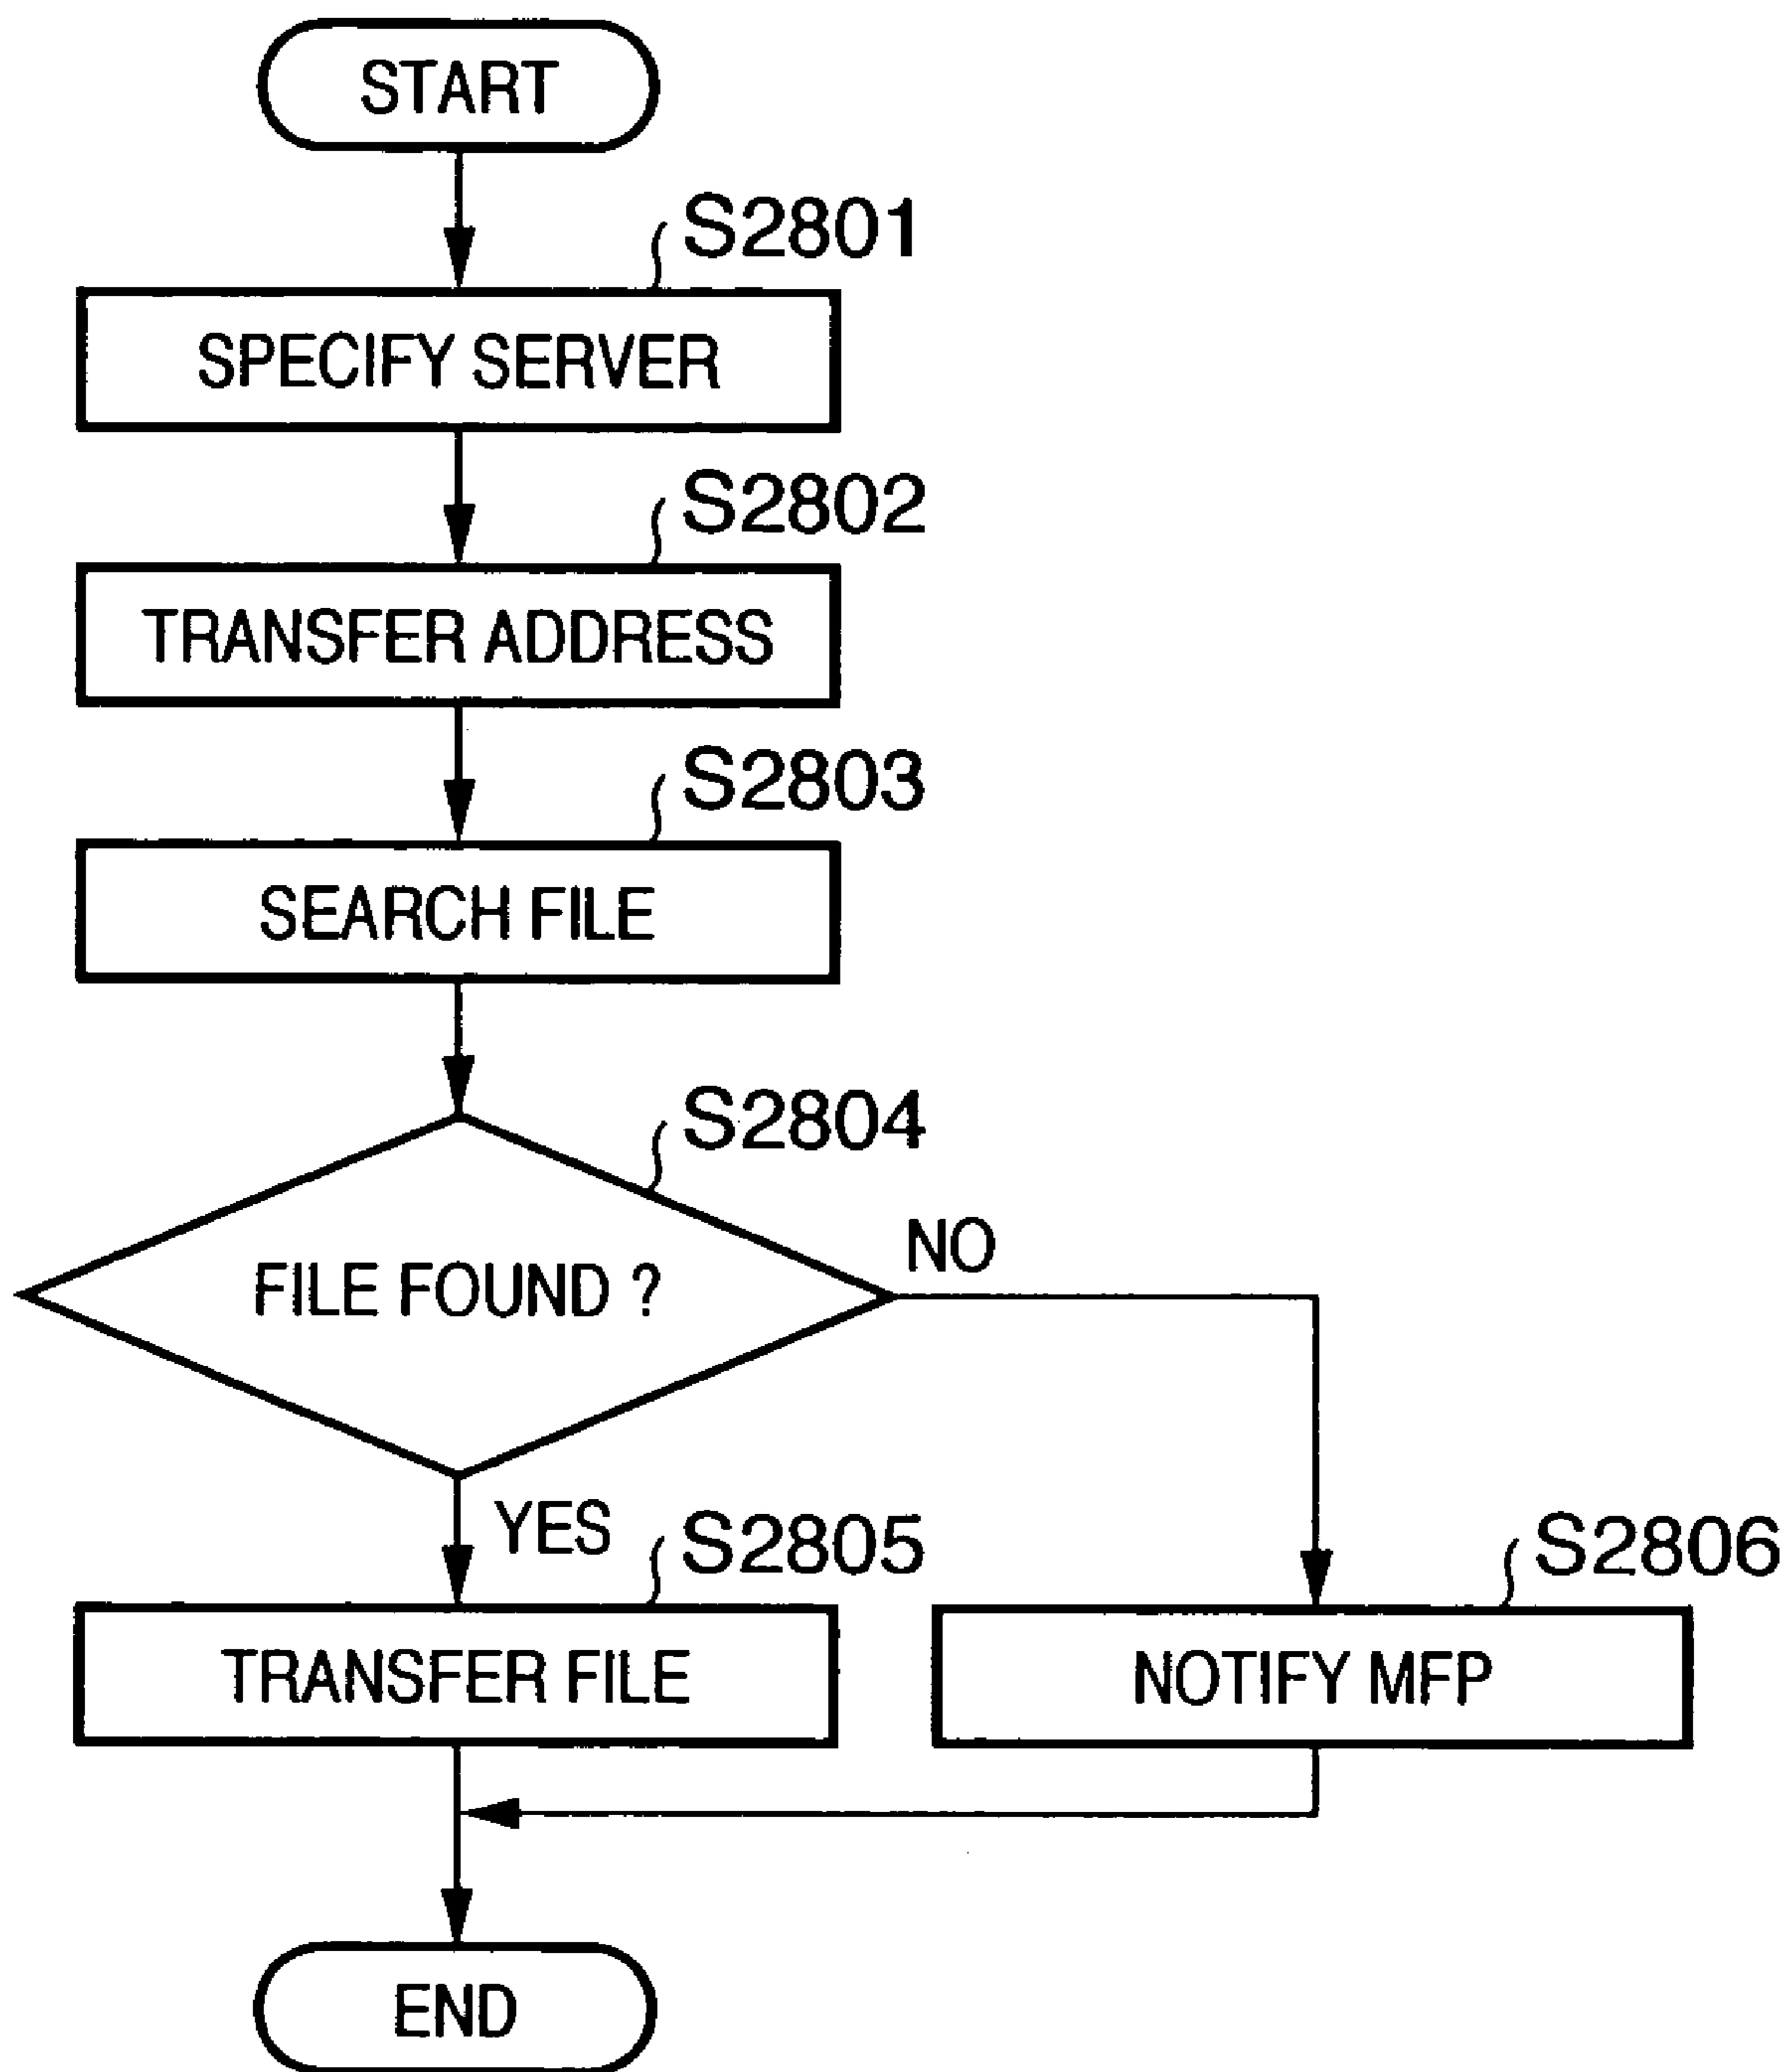 START
S2801
SPECIFY SERVER
S2802
TRANSFER ADDRESS
S2803
SEARCH FILE
S2804
FILE FOUND ?
NO
YES
S2805
TRANSFER FILE
S2806
NOTIFY MFP
END